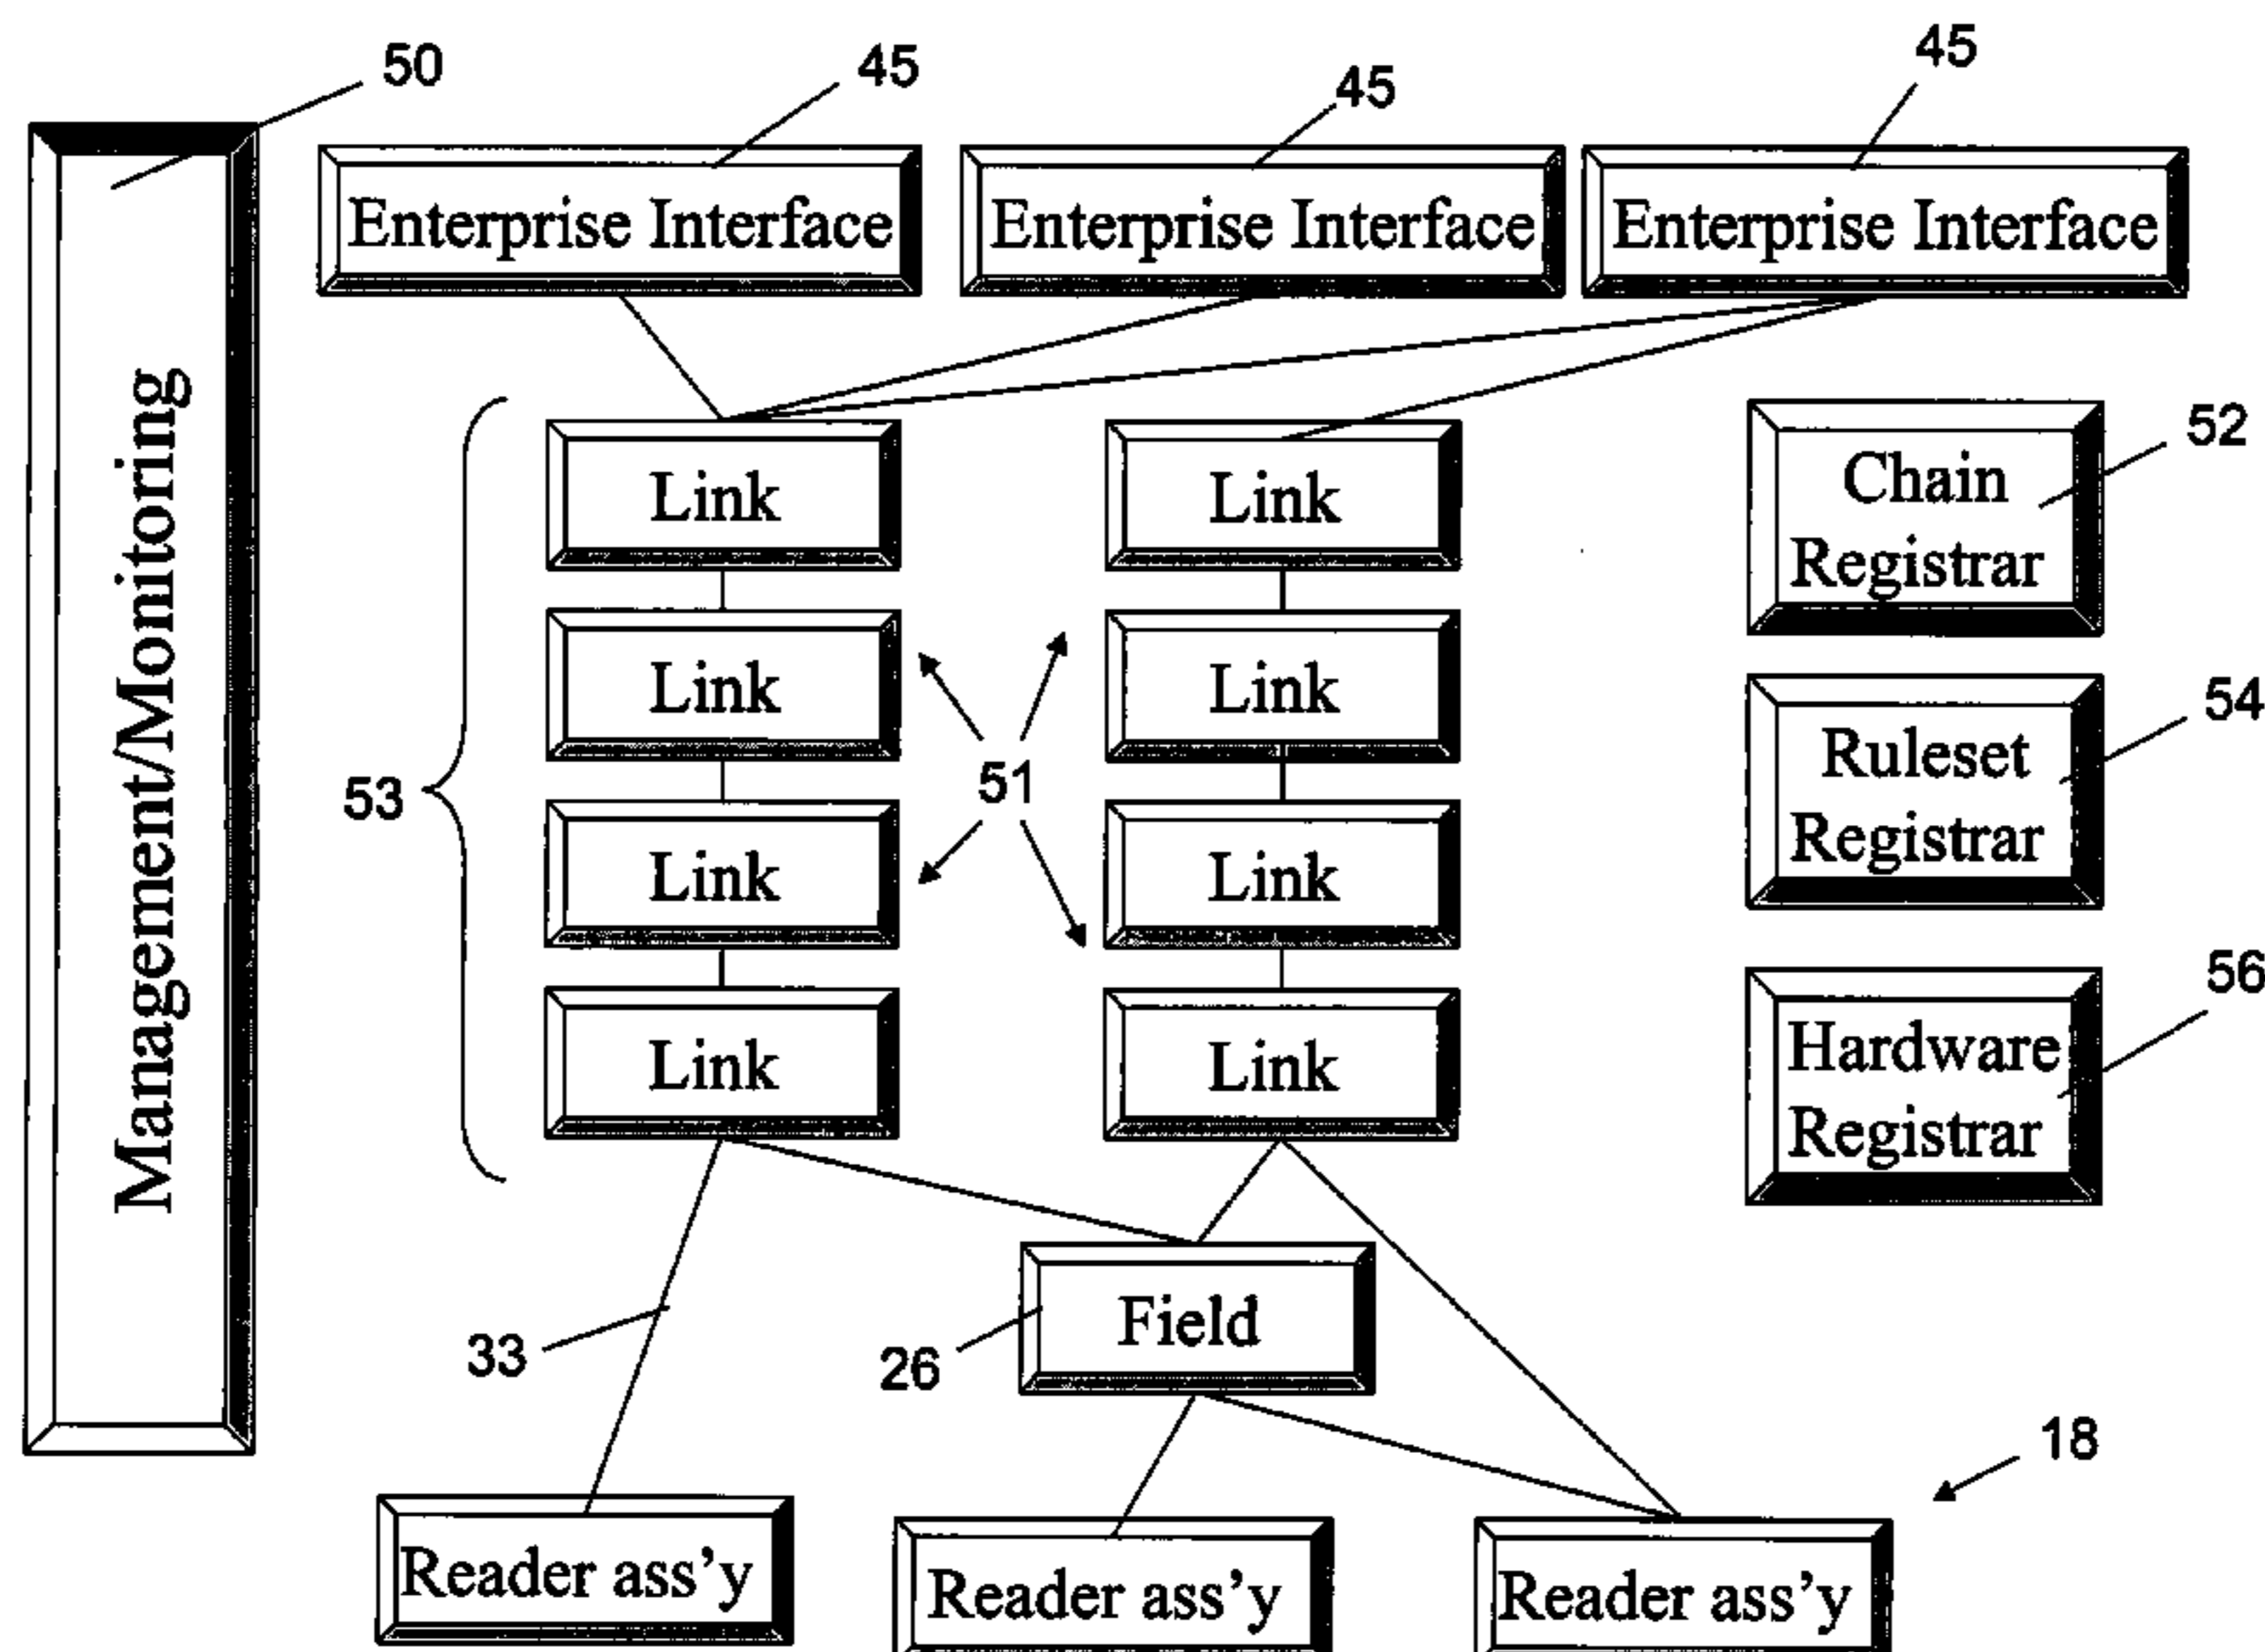 50
45
45
45
Enterprise Interface
Enterprise Interface
Enterprise Interface
Management/Monitoring
Link
Link
Chain
Registrar
52
Link
Link
53
51
Ruleset
Registrar
54
Link
Link
Link
Link
Hardware
Registrar
56
33
26
Field
18
Reader ass'y
Reader ass'y
Reader ass'y